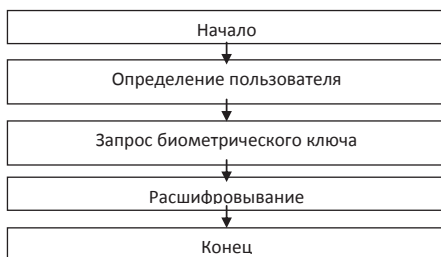 Начало
Определение пользователя
Запрос биометрического ключа
Расшифровывание
Конец